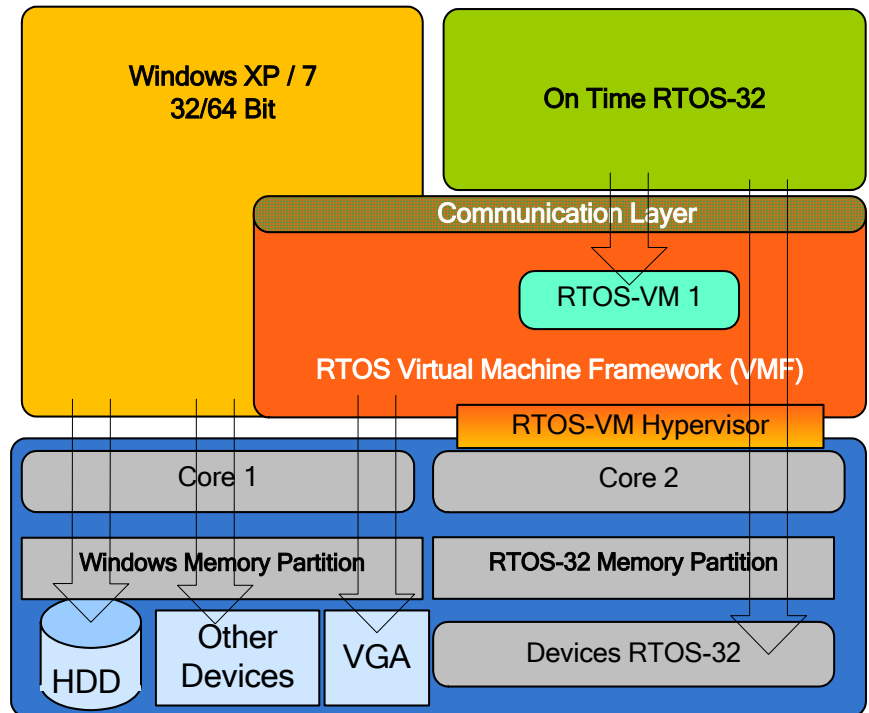 Windows XP / 7
32/64 Bit
On Time RTOS-32
Communication Layer
RTOS-VM 1
RTOS Virtual Machine Framework (VMF)
RTOS-VM Hypervisor
Core 1
Core 2
Windows Memory Partition
RTOS-32 Memory Partition
HDD
Other
Devices
VGA
Devices RTOS-32